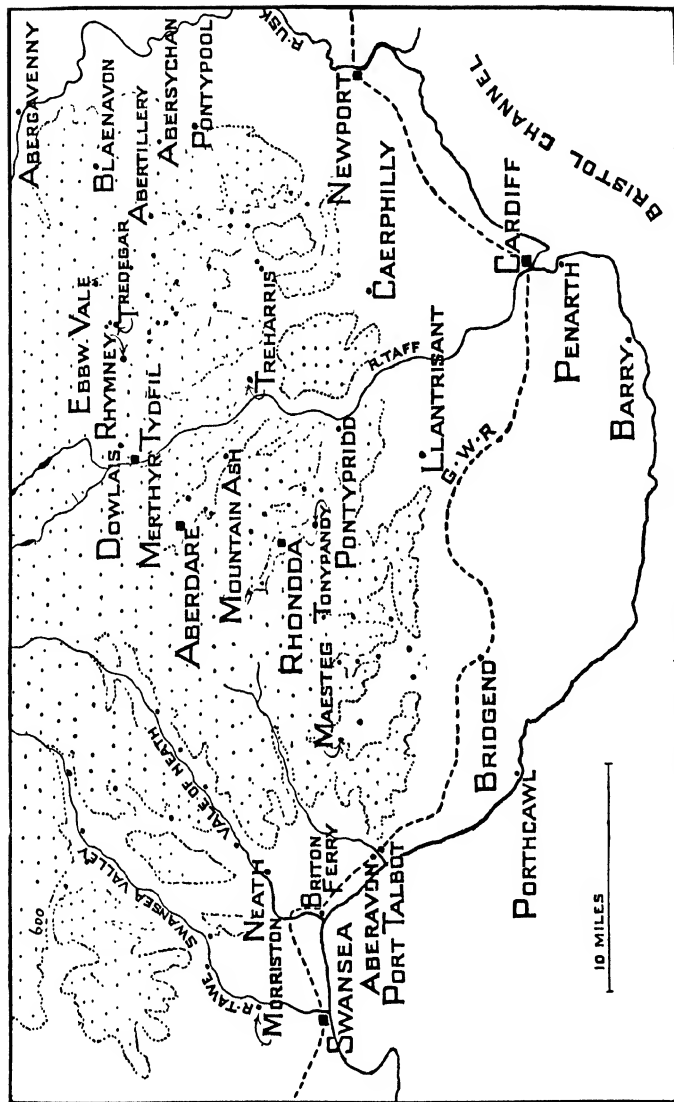 ABERGAVENNY
R·USK
BLAENAVON
EBBW·VALE
ABERTILLERY
TREDEGAR
RHYMNEY
ABERSYCHAN
DOWLAIS
PONTYPOOL
MERTHYR TYDFIL
ABERDARE
MOUNTAIN ASH
TREHARRIS
NEWPORT
RHONDDA
TONYPANDY
MAESTEG
PONTYPRIDD
R.TAFF
CAERPHILLY
LLANTRISANT
G·W·R
CARDIFF
BRISTOL CHANNEL
PENARTH
BARRY
600
SWANSEA VALLEY
VALE OF NEATH
R·TAWE
MORRISTON
NEATH
BRITON
FERRY
SWANSEA
ABERAVON
PORT TALBOT
BRIDGEND
PORTHCAWL
10 MILES